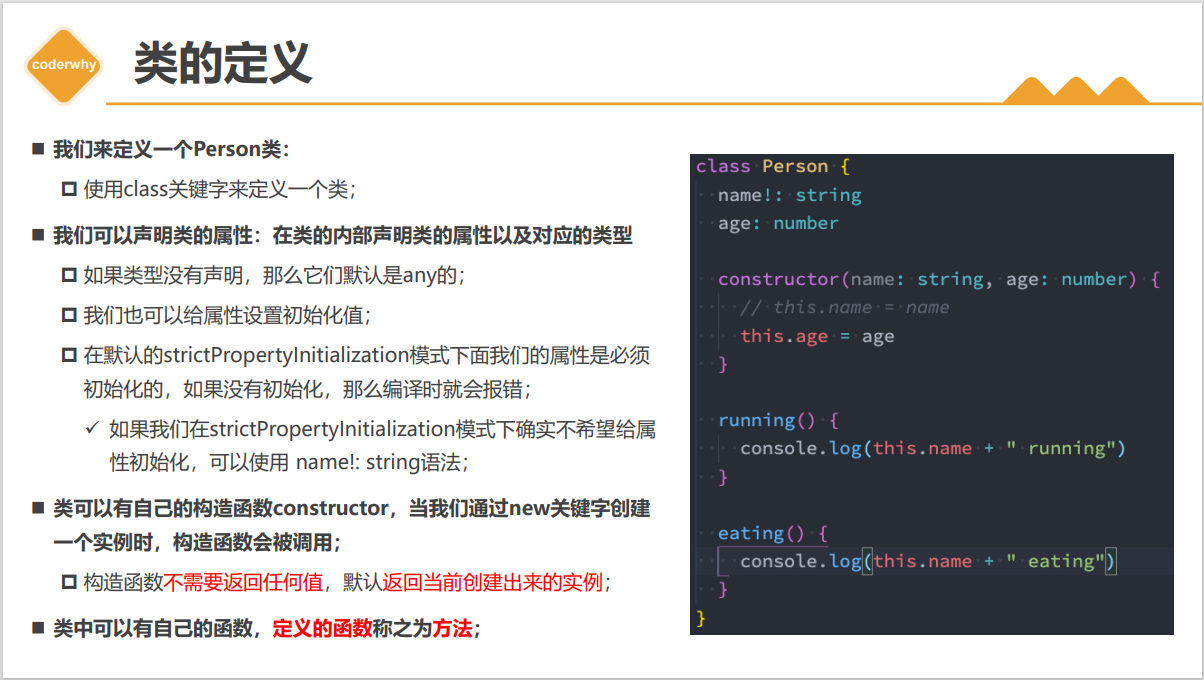 coderwhy
类的定义
我们来定义一个Person类：
使用class关键字来定义一个类；
我们可以声明类的属性：在类的内部声明类的属性以及对应的类型
如果类型没有声明，那么它们默认是any的；
我们也可以给属性设置初始化值；
在默认的strictPropertyInitialization模式下面我们的属性是必须
初始化的，如果没有初始化，那么编译时就会报错；
如果我们在strictPropertyInitialization模式下确实不希望给属
性初始化，可以使用 name!: string语法；
类可以有自己的构造函数constructor，当我们通过new关键字创建
一个实例时，构造函数会被调用；
构造函数不需要返回任何值，默认返回当前创建出来的实例；
类中可以有自己的函数，定义的函数称之为方法；
class Person {
name!: string
age: number
constructor(name: string, age: number) {
// this.name = name
this.age = age
}
running() {
console.log(this.name + " running")
}
eating() {
console.log(this.name + " eating")
}
}